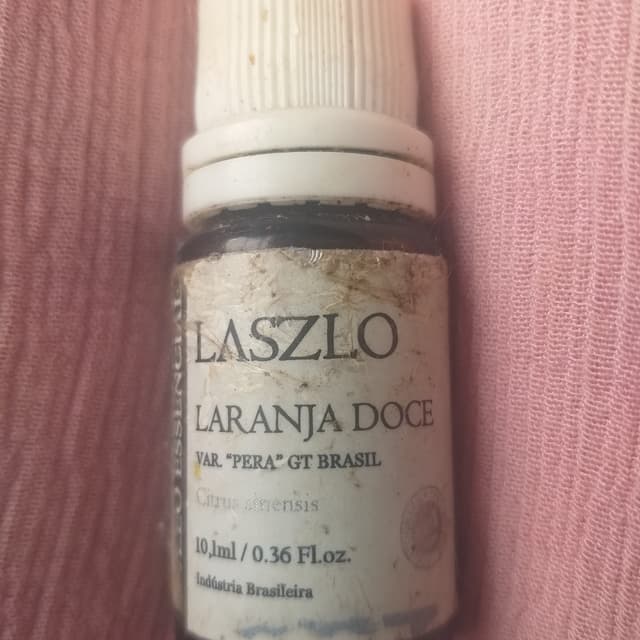 LASZLO
LARANJA DOCE
VAR. “PERA” GT BRASIL
Citrus sinensis
10,1ml / 0.36 Fl.oz.
Indústria Brasileira